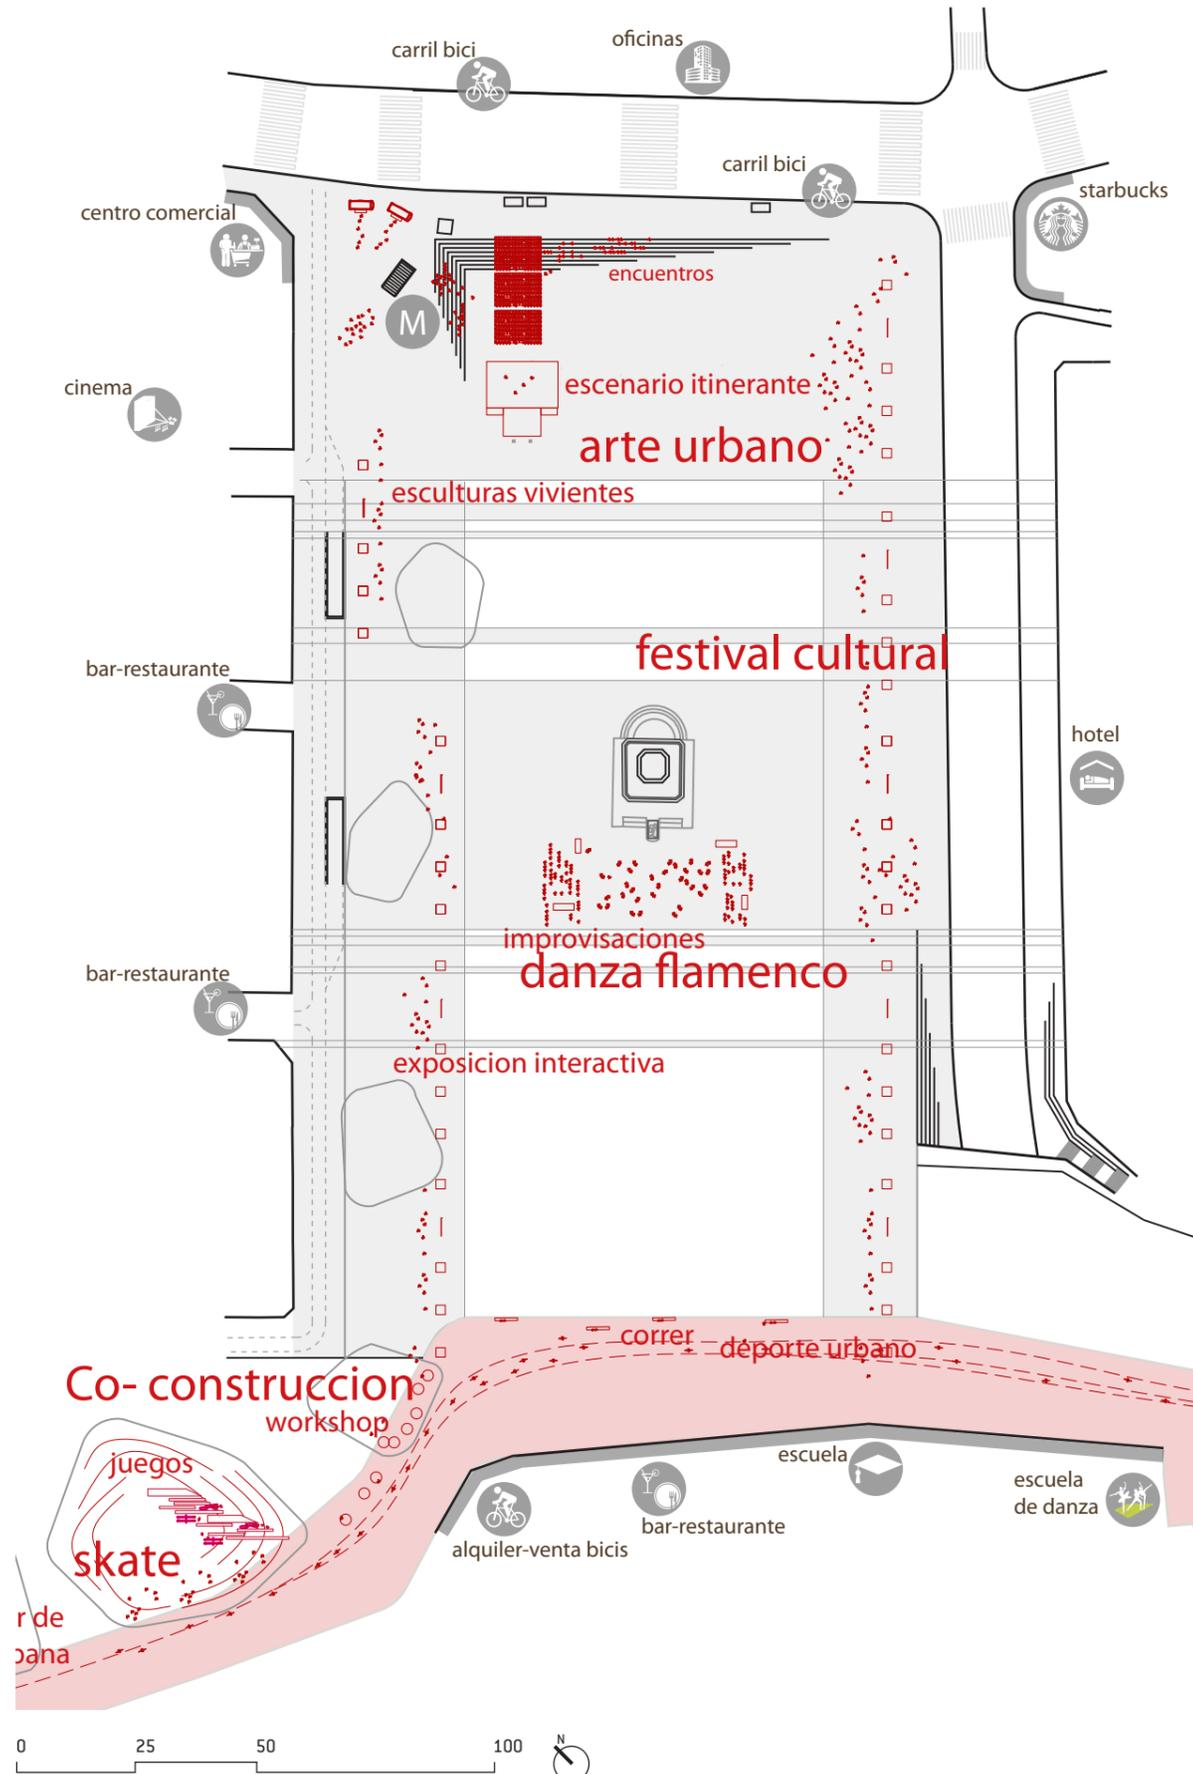 oficinas
carril bici
carril bici
starbucks
centro comercial
encuentros
M
cinema
escenario itinerante
arte urbano
esculturas vivientes
festival cultural
bar-restaurante
hotel
improvisaciones
danza flamenco
bar-restaurante
exposicion interactiva
correr
deporte urbano
Co- construccion
workshop
juegos
escuela
escuela
de danza
bar-restaurante
alquiler-venta bicis
skate
r de
bana
0 25 50 100
N